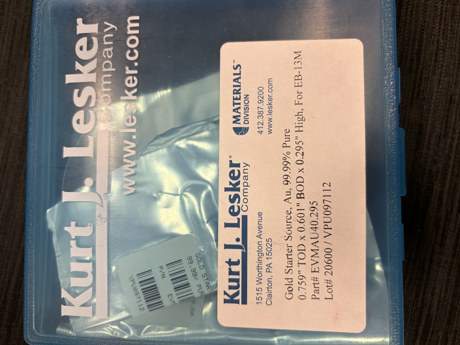 Kurt J. Lesker
Company
www.lesker.com
Kurt J. Lesker®
Company
MATERIALS™
DIVISION
1515 Worthington Avenue
Clairton, PA 15025
412.387.9200
www.lesker.com
Gold Starter Source, Au, 99.99% Pure
0.759" TOD x 0.601" BOD x 0.295" High, For EB-13M
Part# EVMAU40.295
Lot# 20600 / VPU097112